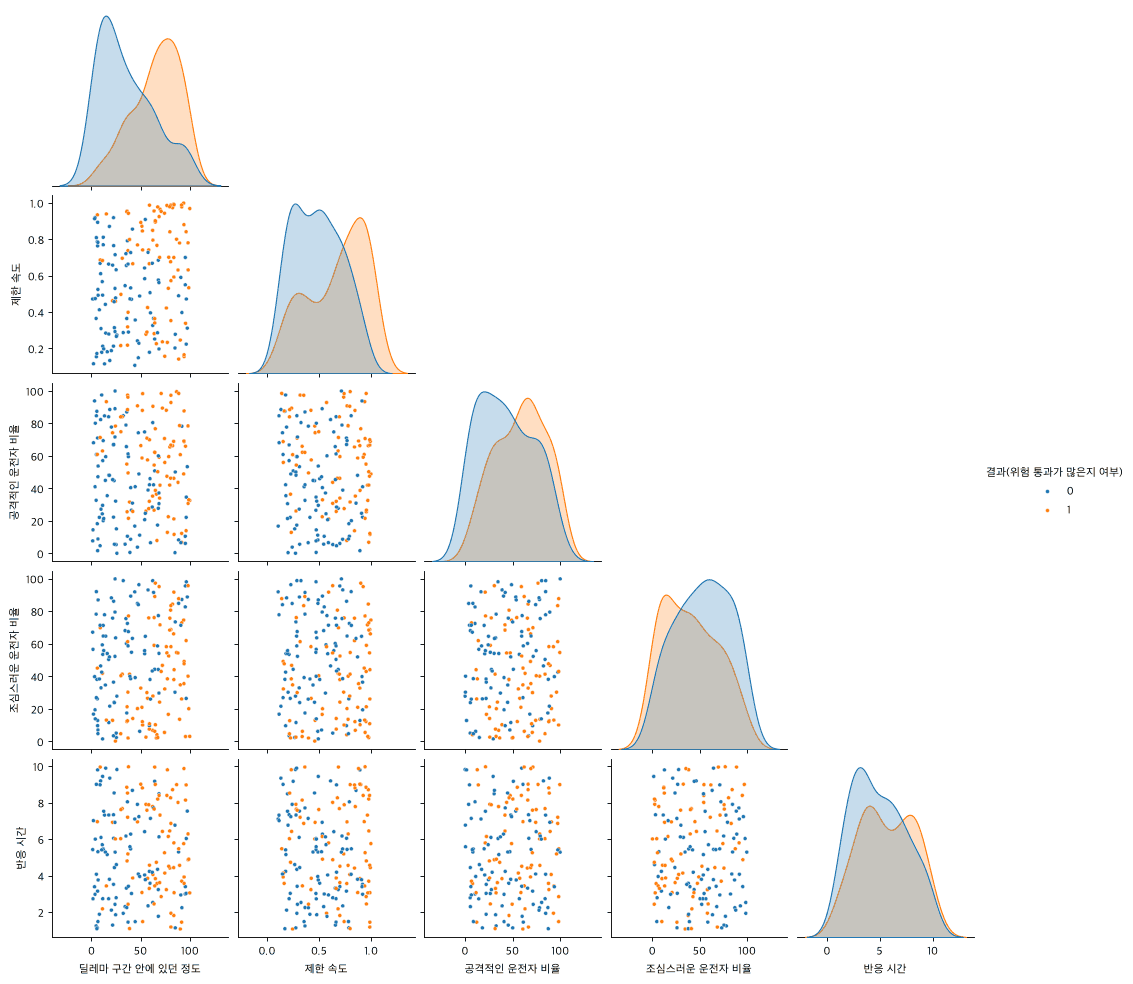 1.0
0.8
0.6
0.4
0.2
제한 속도
100
80
60
40
20
0
공격적인 운전자 비율
결과(위험 통과가 많은지 여부)
0
1
100
80
60
40
20
0
조심스러운 운전자 비율
10
8
6
4
2
반응 시간
0 50 100
딜레마 구간 안에 있던 정도
0.0 0.5 1.0
제한 속도
0 50 100
공격적인 운전자 비율
0 50 100
조심스러운 운전자 비율
0 5 10
반응 시간